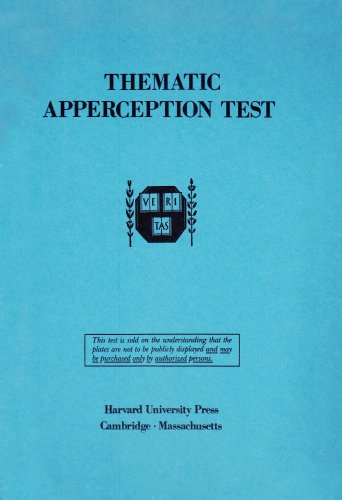 THEMATIC
APPERCEPTION TEST
VE RI
TAS
This test is sold on the understanding that the
plates are not to be publicly displayed and may
be purchased only by authorized persons.
Harvard University Press
Cambridge · Massachusetts